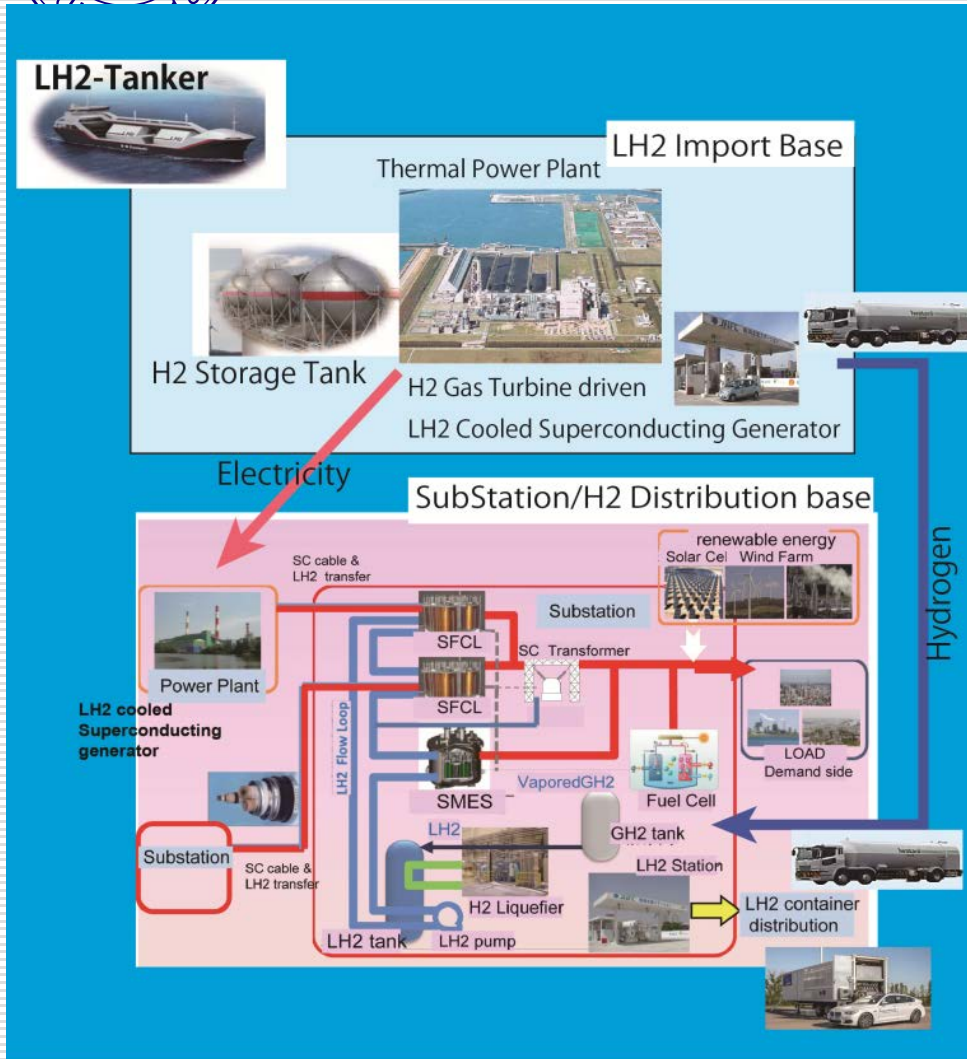 LH2-Tanker
LH2 Import Base
Thermal Power Plant
H2 Storage Tank
H2 Gas Turbine driven
LH2 Cooled Superconducting Generator
Electricity
Hydrogen
SubStation/H2 Distribution base
renewable energy
Solar Cel Wind Farm
SC cable &
LH2 transfer
Substation
SFCL
SC Transformer
Power Plant
SFCL
LH2 cooled
Superconducting
generator
LH2 Flow Loop
LOAD
Demand side
SMES
VaporedGH2
Fuel Cell
LH2
GH2 tank
Substation
SC cable &
LH2 transfer
H2 Liquefier
LH2 Station
LH2 tank
LH2 pump
LH2 container
distribution